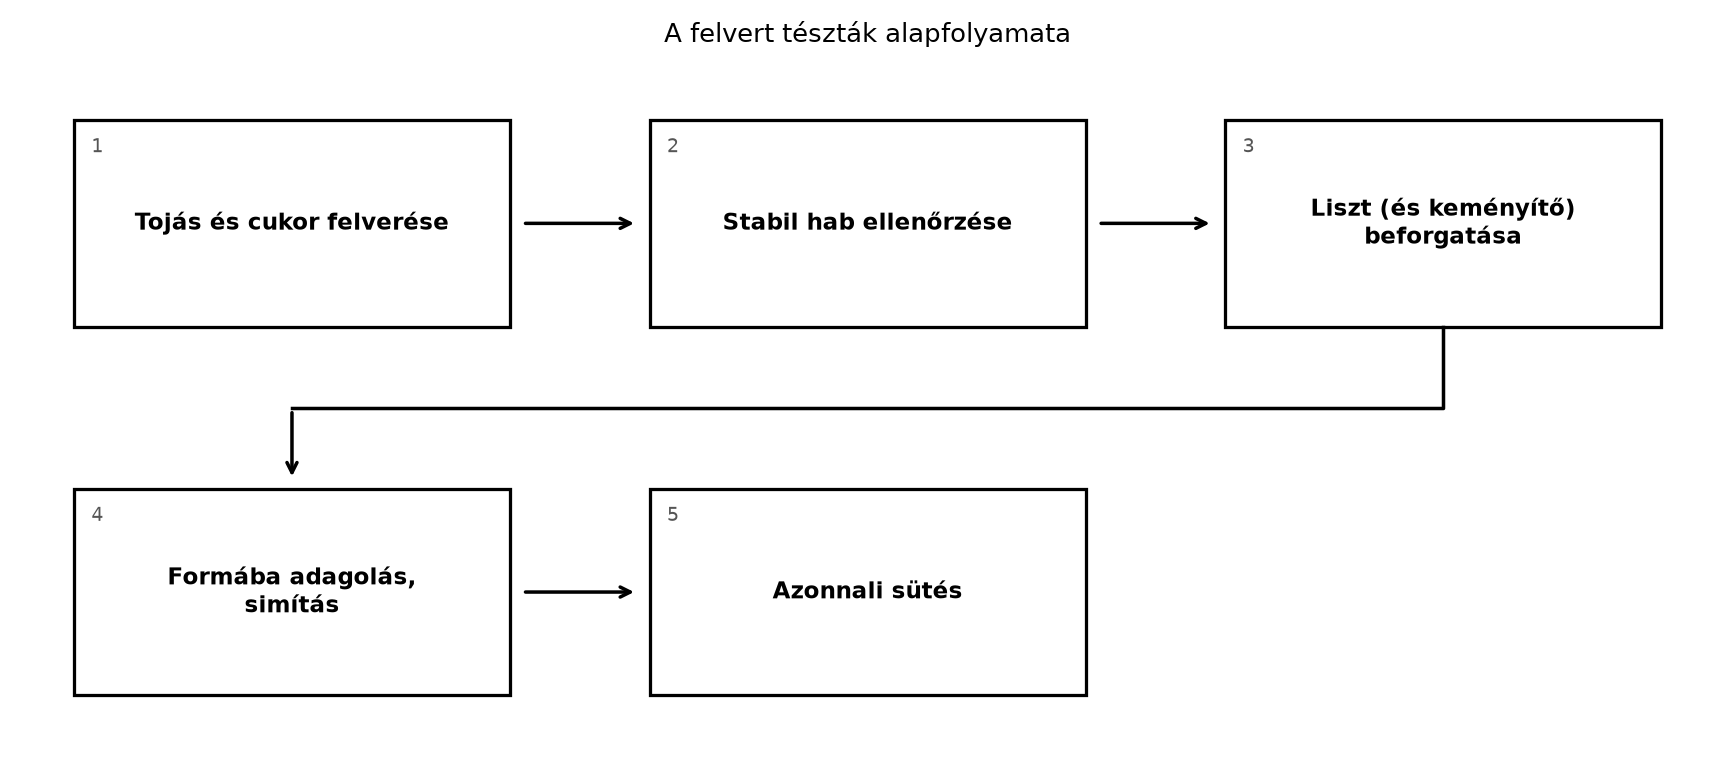 A felvert tészták alapfolyamata
1
Tojás és cukor felverése
2
Stabil hab ellenőrzése
3
Liszt (és keményítő)
beforgatása
4
Formába adagolás,
simítás
5
Azonnali sütés